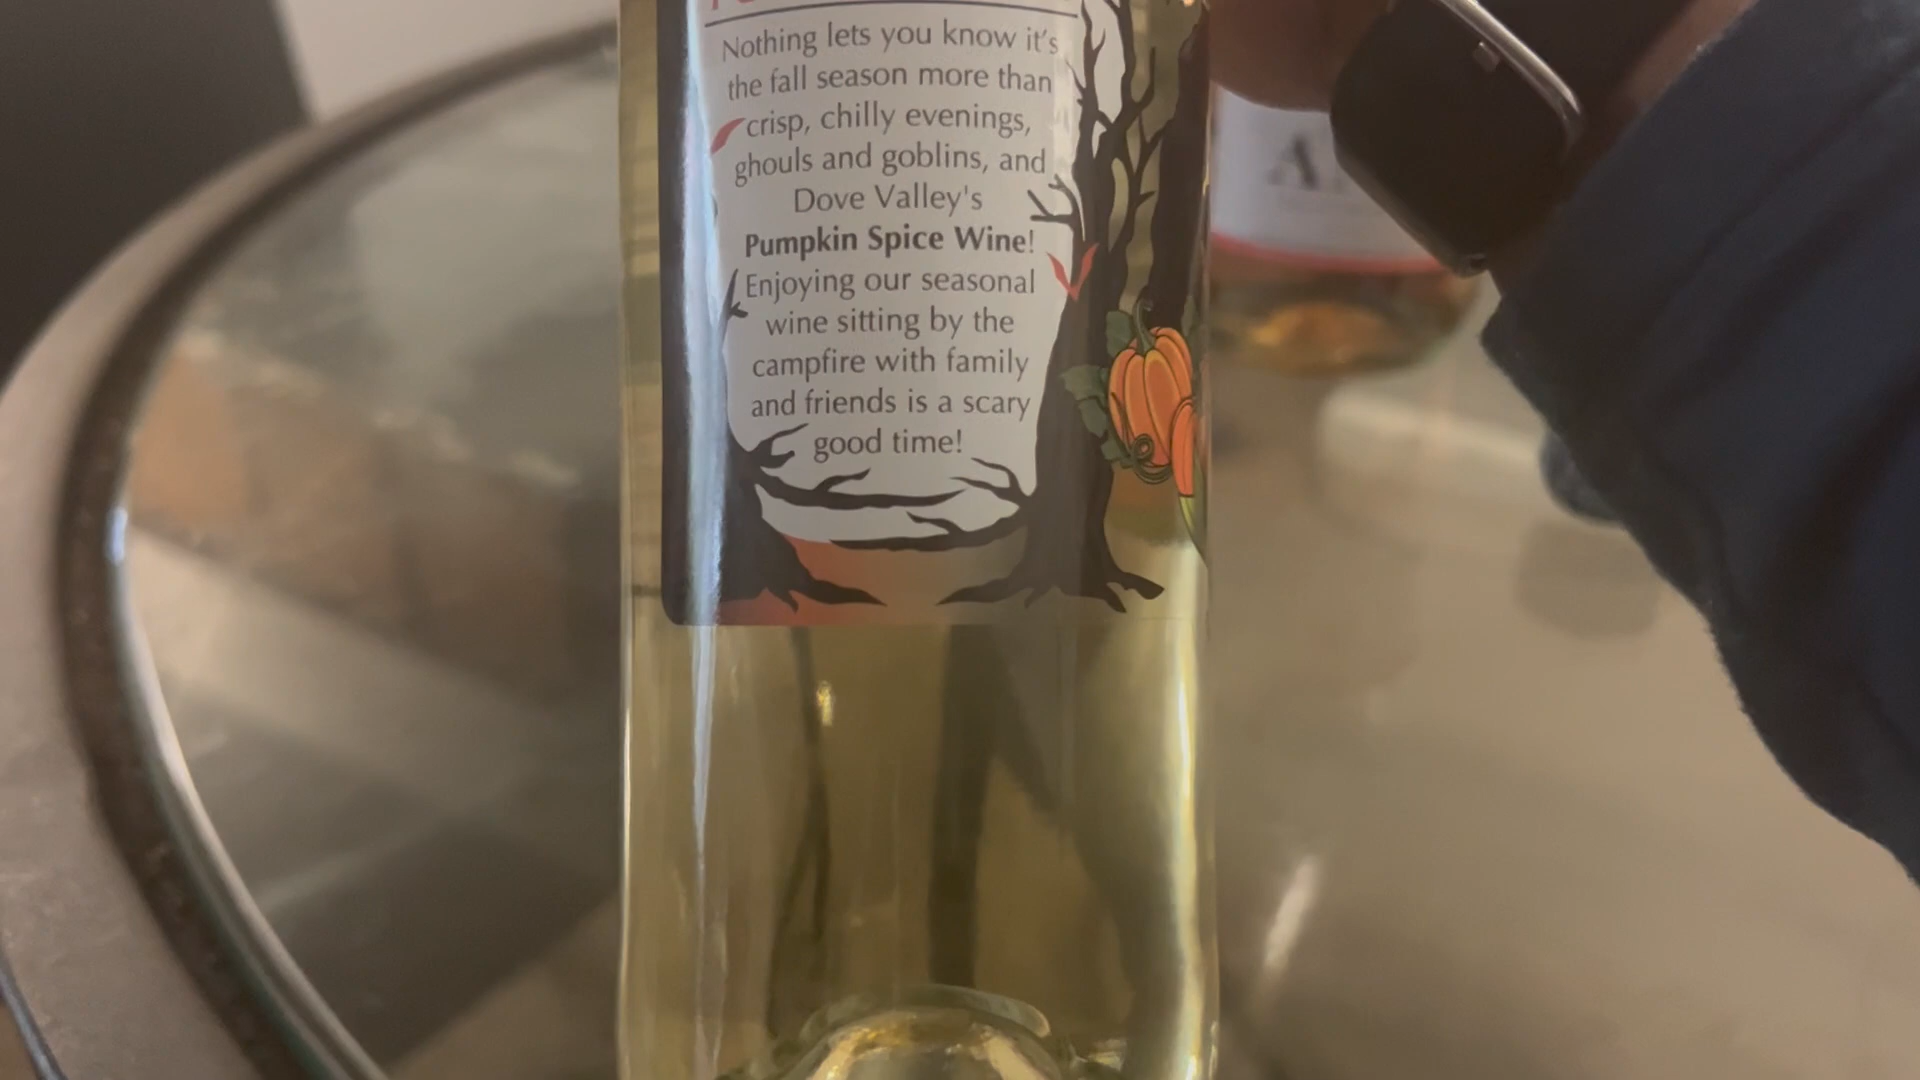 Nothing lets you know it's
the fall season more than
crisp, chilly evenings,
ghouls and goblins, and
Dove Valley's
Pumpkin Spice Wine!
Enjoying our seasonal
wine sitting by the
campfire with family
and friends is a scary
good time!